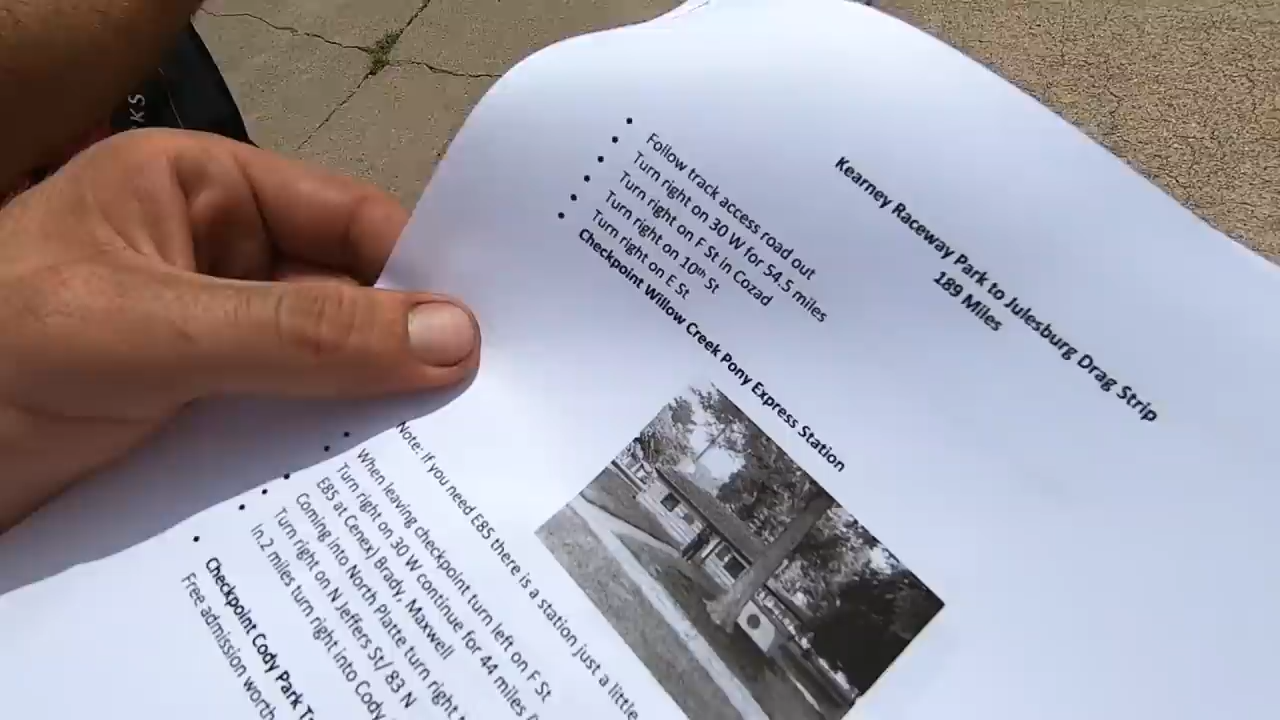 KS
Kearney Raceway Park to Julesburg Drag Strip
189 Miles
• Follow track access road out
• Turn right on 30 W for 54.5 miles
• Turn right on F St in Cozad
• Turn right on 10th St
• Turn right on E St
Checkpoint Willow Creek Pony Express Station
Note: If you need E85 there is a station just a little
• When leaving checkpoint turn left on F St
• Turn right on 30 W continue for 44 miles
E85 at Cenex) Brady, Maxwell
• Coming into North Platte turn right
• Turn right on N Jeffers St/ 83 N
• In.2 miles turn right into Cody
• Checkpoint Cody Park
Free admission worth